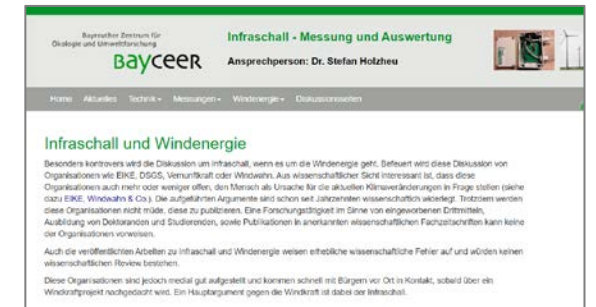 Bayreuther Zentrum für
Ökologie und Umweltforschung
BayCEER
Infraschall - Messung und Auswertung
Ansprechperson: Dr. Stefan Holzheu
Home Aktuelles Technik Messungen Windenergie Diskussionsseiten
Infraschall und Windenergie
Besonders kontrovers wird die Diskussion um Infraschall, wenn es um die Windenergie geht. Befeuert wird diese Diskussion von
Organisationen wie EIKE, DSGS, Vernunftkraft oder Windwahn. Aus wissenschaftlicher Sicht interessant ist, dass diese
Organisationen auch mehr oder weniger offen, den Mensch als Ursache für die aktuellen Klimaveränderungen in Frage stellen (siehe
dazu EIKE, Windwahn & Co.). Die aufgeführten Argumente sind schon seit Jahrzehnten wissenschaftlich widerlegt. Trotzdem werden
diese Organisationen nicht müde, diese zu publizieren. Eine Forschungstätigkeit im Sinne von eingeworbenen Drittmitteln,
Ausbildung von Doktoranden und Studierenden, sowie Publikationen in anerkannten wissenschaftlichen Fachzeitschriften kann keine
der Organisationen vorweisen.
Auch die veröffentlichten Arbeiten zu Infraschall und Windenergie weisen erhebliche wissenschaftliche Fehler auf und würden keinen
wissenschaftlichen Review bestehen.
Diese Organisationen sind jedoch medial gut aufgestellt und kommen schnell mit Bürgern vor Ort in Kontakt, sobald über ein
Windkraftprojekt nachgedacht wird. Ein Hauptargument gegen die Windkraft ist dabei der Infraschall.